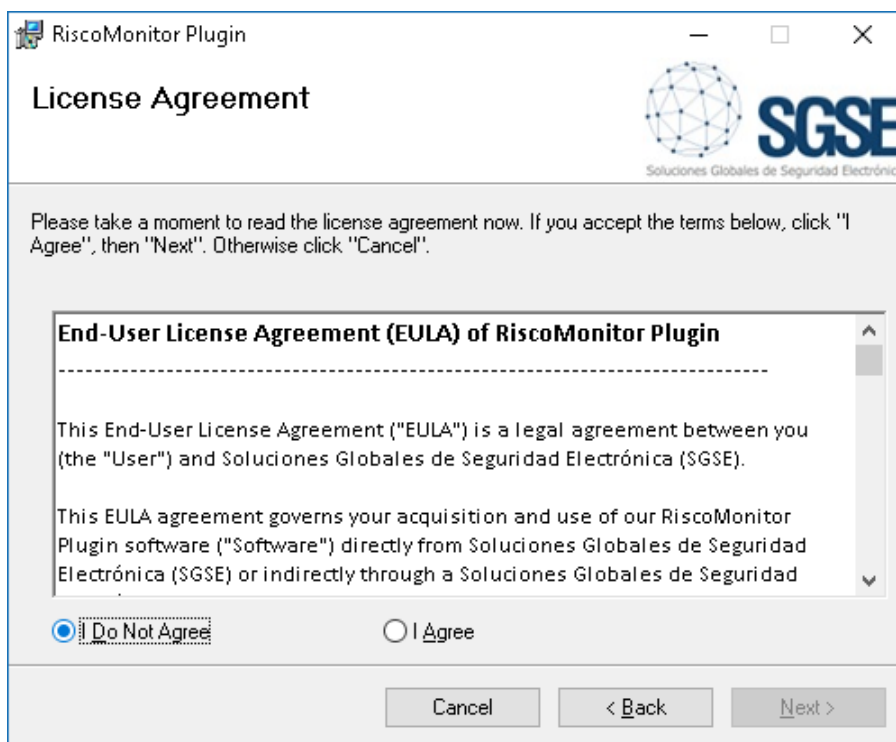 RiscoMonitor Plugin
License Agreement
SGSE
Soluciones Globales de Seguridad Electrónic
Please take a moment to read the license agreement now. If you accept the terms below, click "I
Agree", then "Next". Otherwise click "Cancel".
End-User License Agreement (EULA) of RiscoMonitor Plugin
-------------------------------------------------------------------------------
This End-User License Agreement ("EULA") is a legal agreement between you
(the "User") and Soluciones Globales de Seguridad Electrónica (SGSE).
This EULA agreement governs your acquisition and use of our RiscoMonitor
Plugin software ("Software") directly from Soluciones Globales de Seguridad
Electrónica (SGSE) or indirectly through a Soluciones Globales de Seguridad
I Do Not Agree
I Agree
Cancel
< Back
Next >